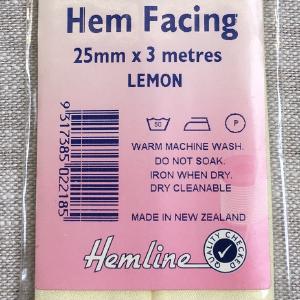 Hem Facing
25mm x 3 metres
LEMON
9317385022185
50
P
WARM MACHINE WASH.
DO NOT SOAK.
IRON WHEN DRY.
DRY CLEANABLE
MADE IN NEW ZEALAND
Hemline
QUALITY CHECKED